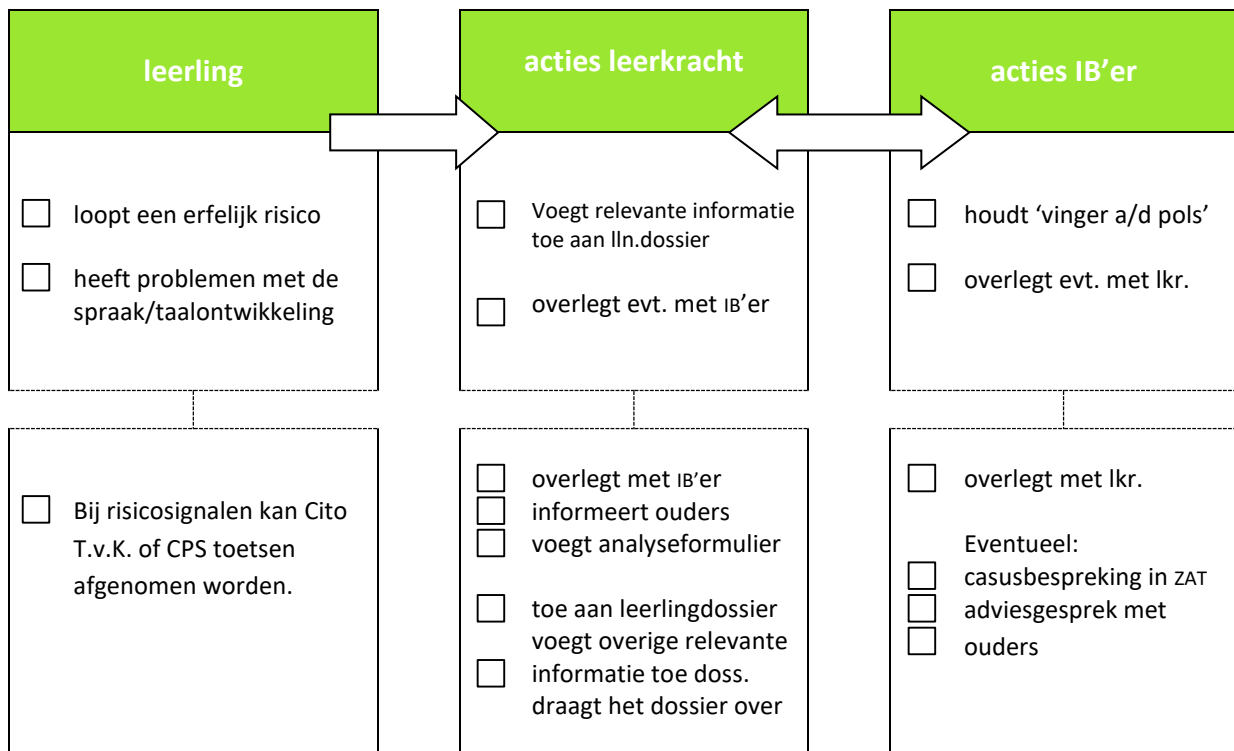 leerling
loopt een erfelijk risico
heeft problemen met de
spraak/taalontwikkeling
Bij risicosignalen kan Cito
T.v.K. of CPS toetsen
afgenomen worden.
acties leerkracht
Voegt relevante informatie
toe aan lln.dossier
overlegt evt. met IB'er
overlegt met IB'er
informeert ouders
voegt analyseformulier
toe aan leerlingdossier
voegt overige relevante
informatie toe doss.
draagt het dossier over
acties IB'er
houdt ‘vinger a/d pols’
overlegt evt. met lkr.
overlegt met lkr.
Eventueel:
casusbespreking in ZAT
adviesgesprek met
ouders